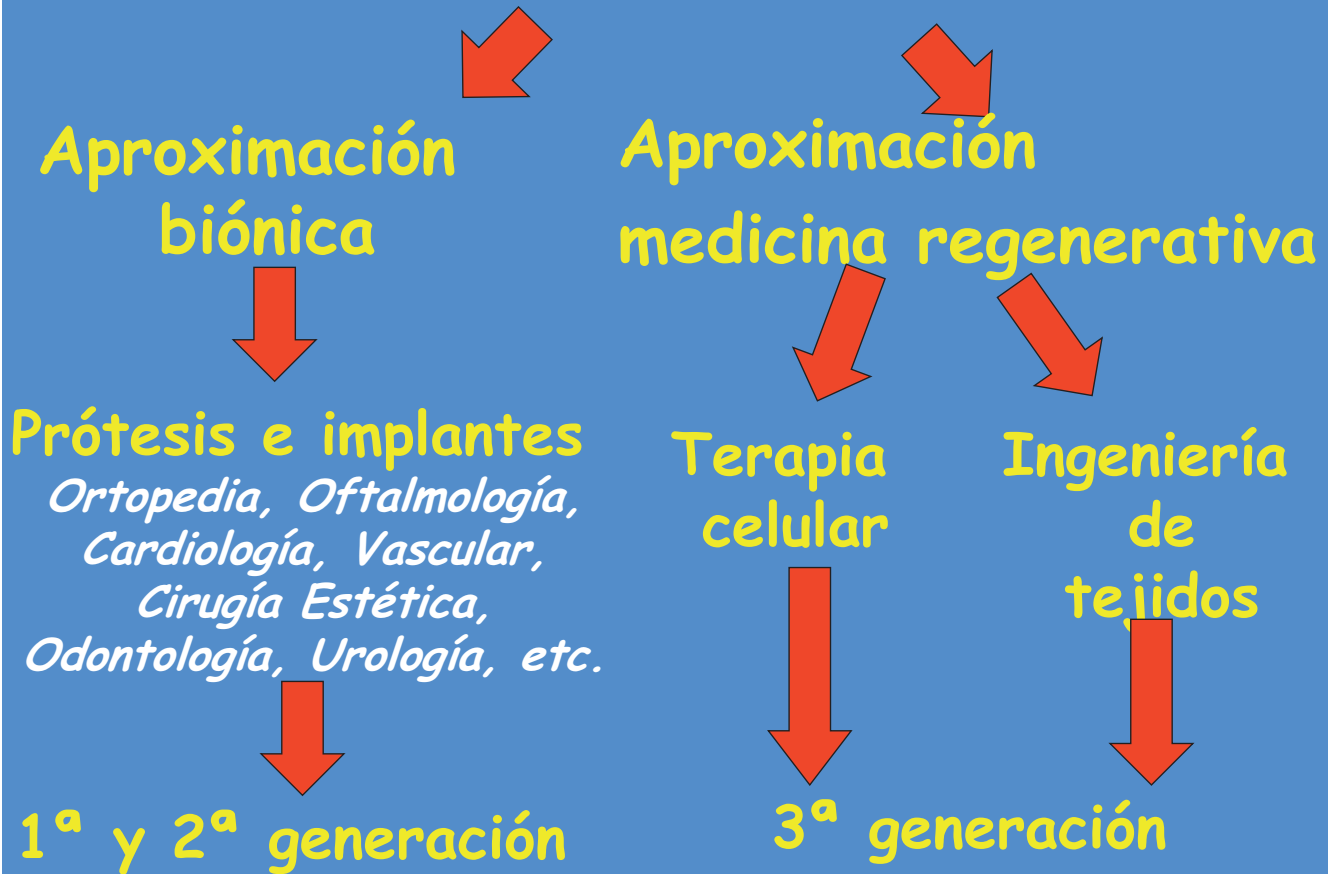 Aproximación
biónica
Aproximación
medicina regenerativa
Prótesis e implantes
Ortopedia, Oftalmología,
Cardiología, Vascular,
Cirugía Estética,
Odontología, Urología, etc.
Terapia
celular
Ingeniería
de
tejidos
1ª y 2ª generación
3ª generación